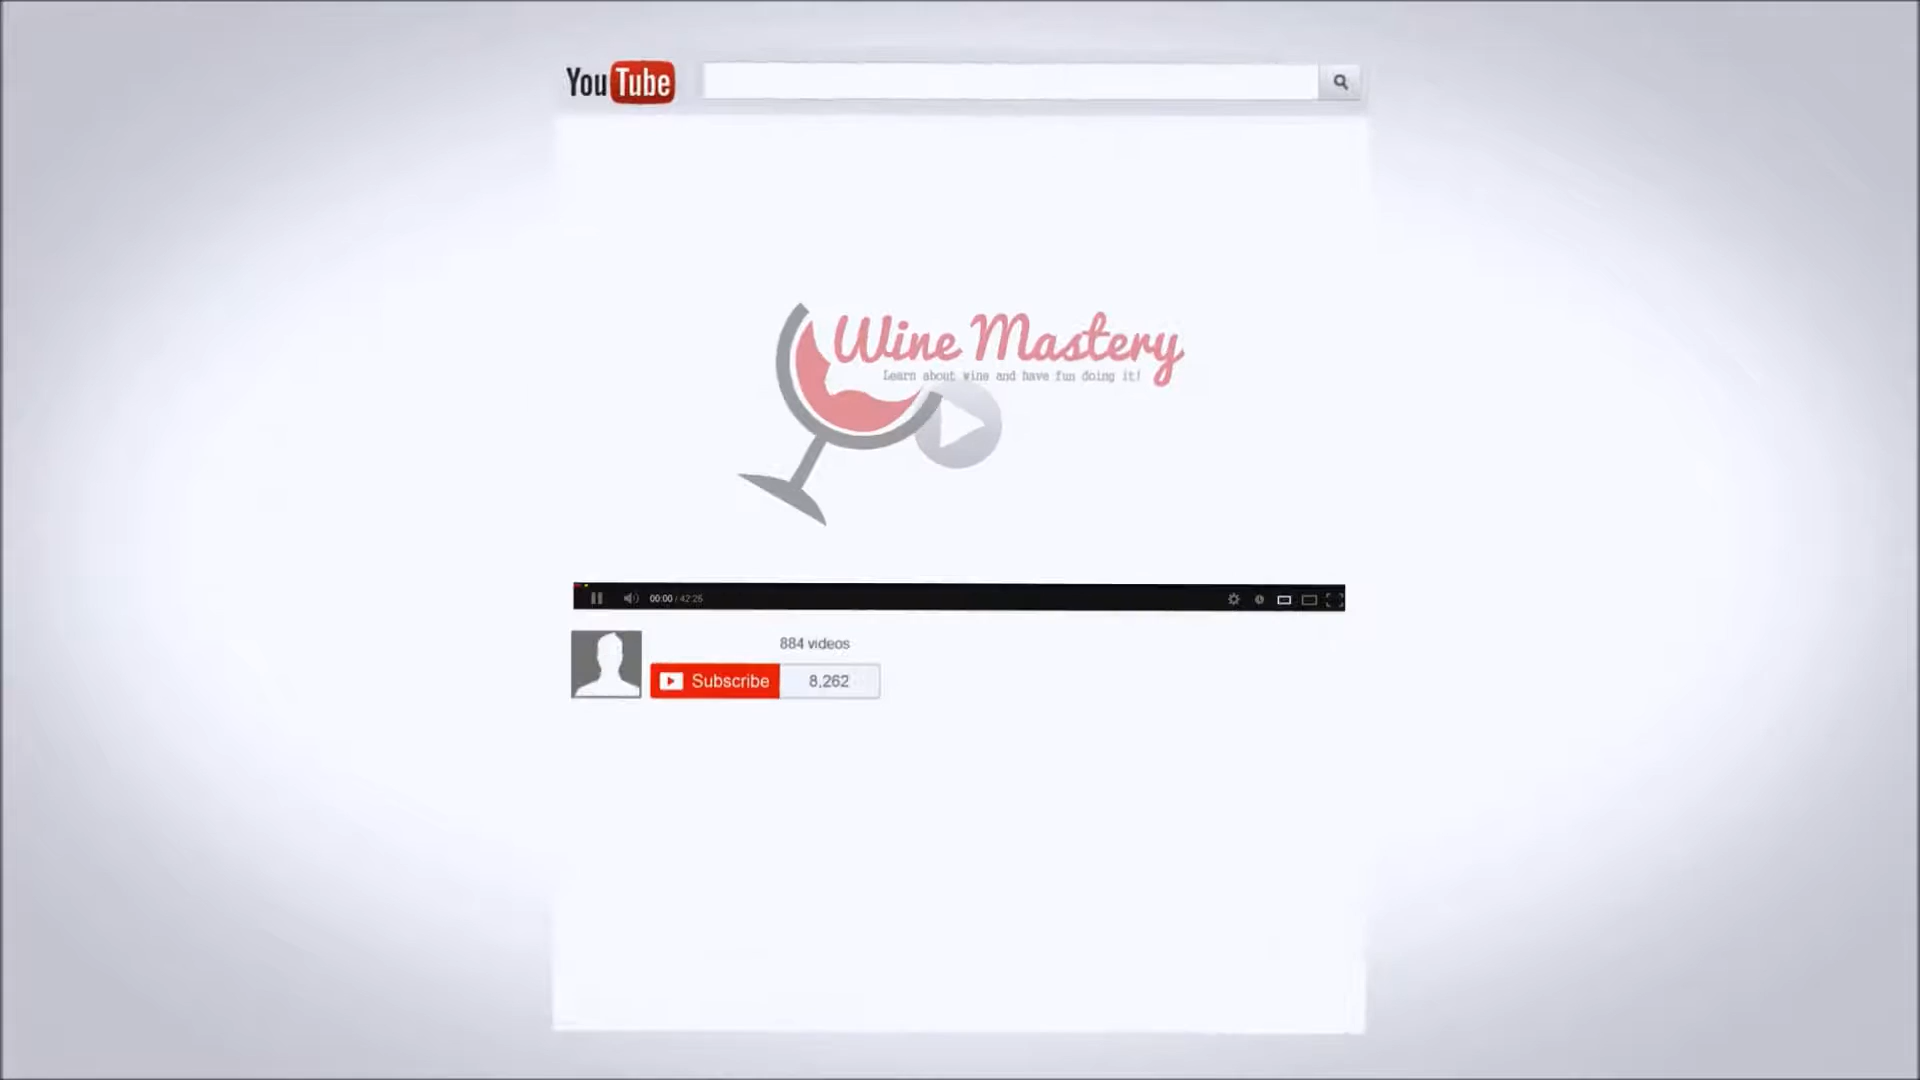 YouTube
Wine Mastery
Learn about wine and have fun doing it!
00:00 / 42:25
884 videos
Subscribe 8,262